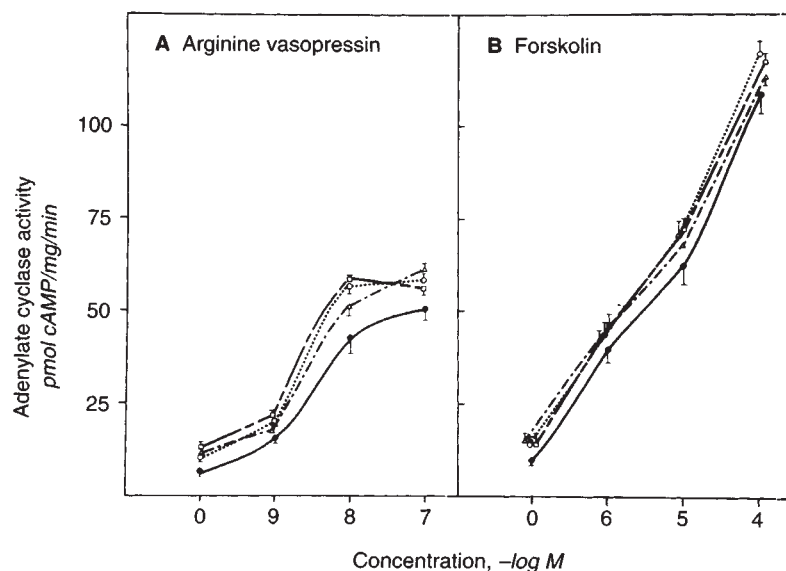 A Arginine vasopressin
B Forskolin
Adenylate cyclase activity
pmol cAMP/mg/min
100
75
50
25
0 9 8 7
0 6 5 4
Concentration, –log M